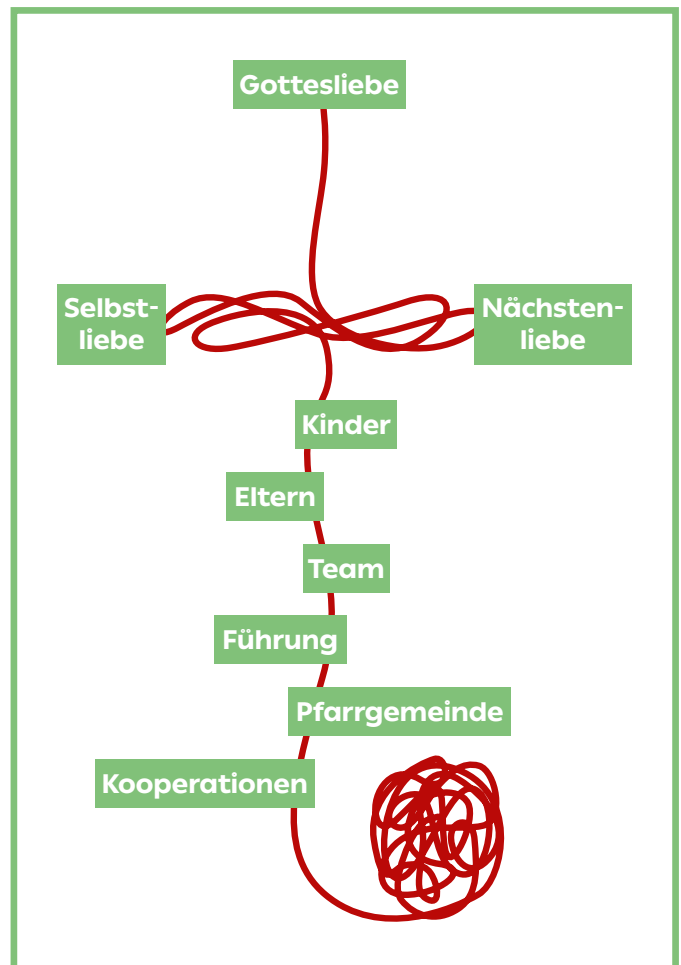 Gottesliebe
Selbst-
liebe
Nächsten-
liebe
Kinder
Eltern
Team
Führung
Pfarrgemeinde
Kooperationen